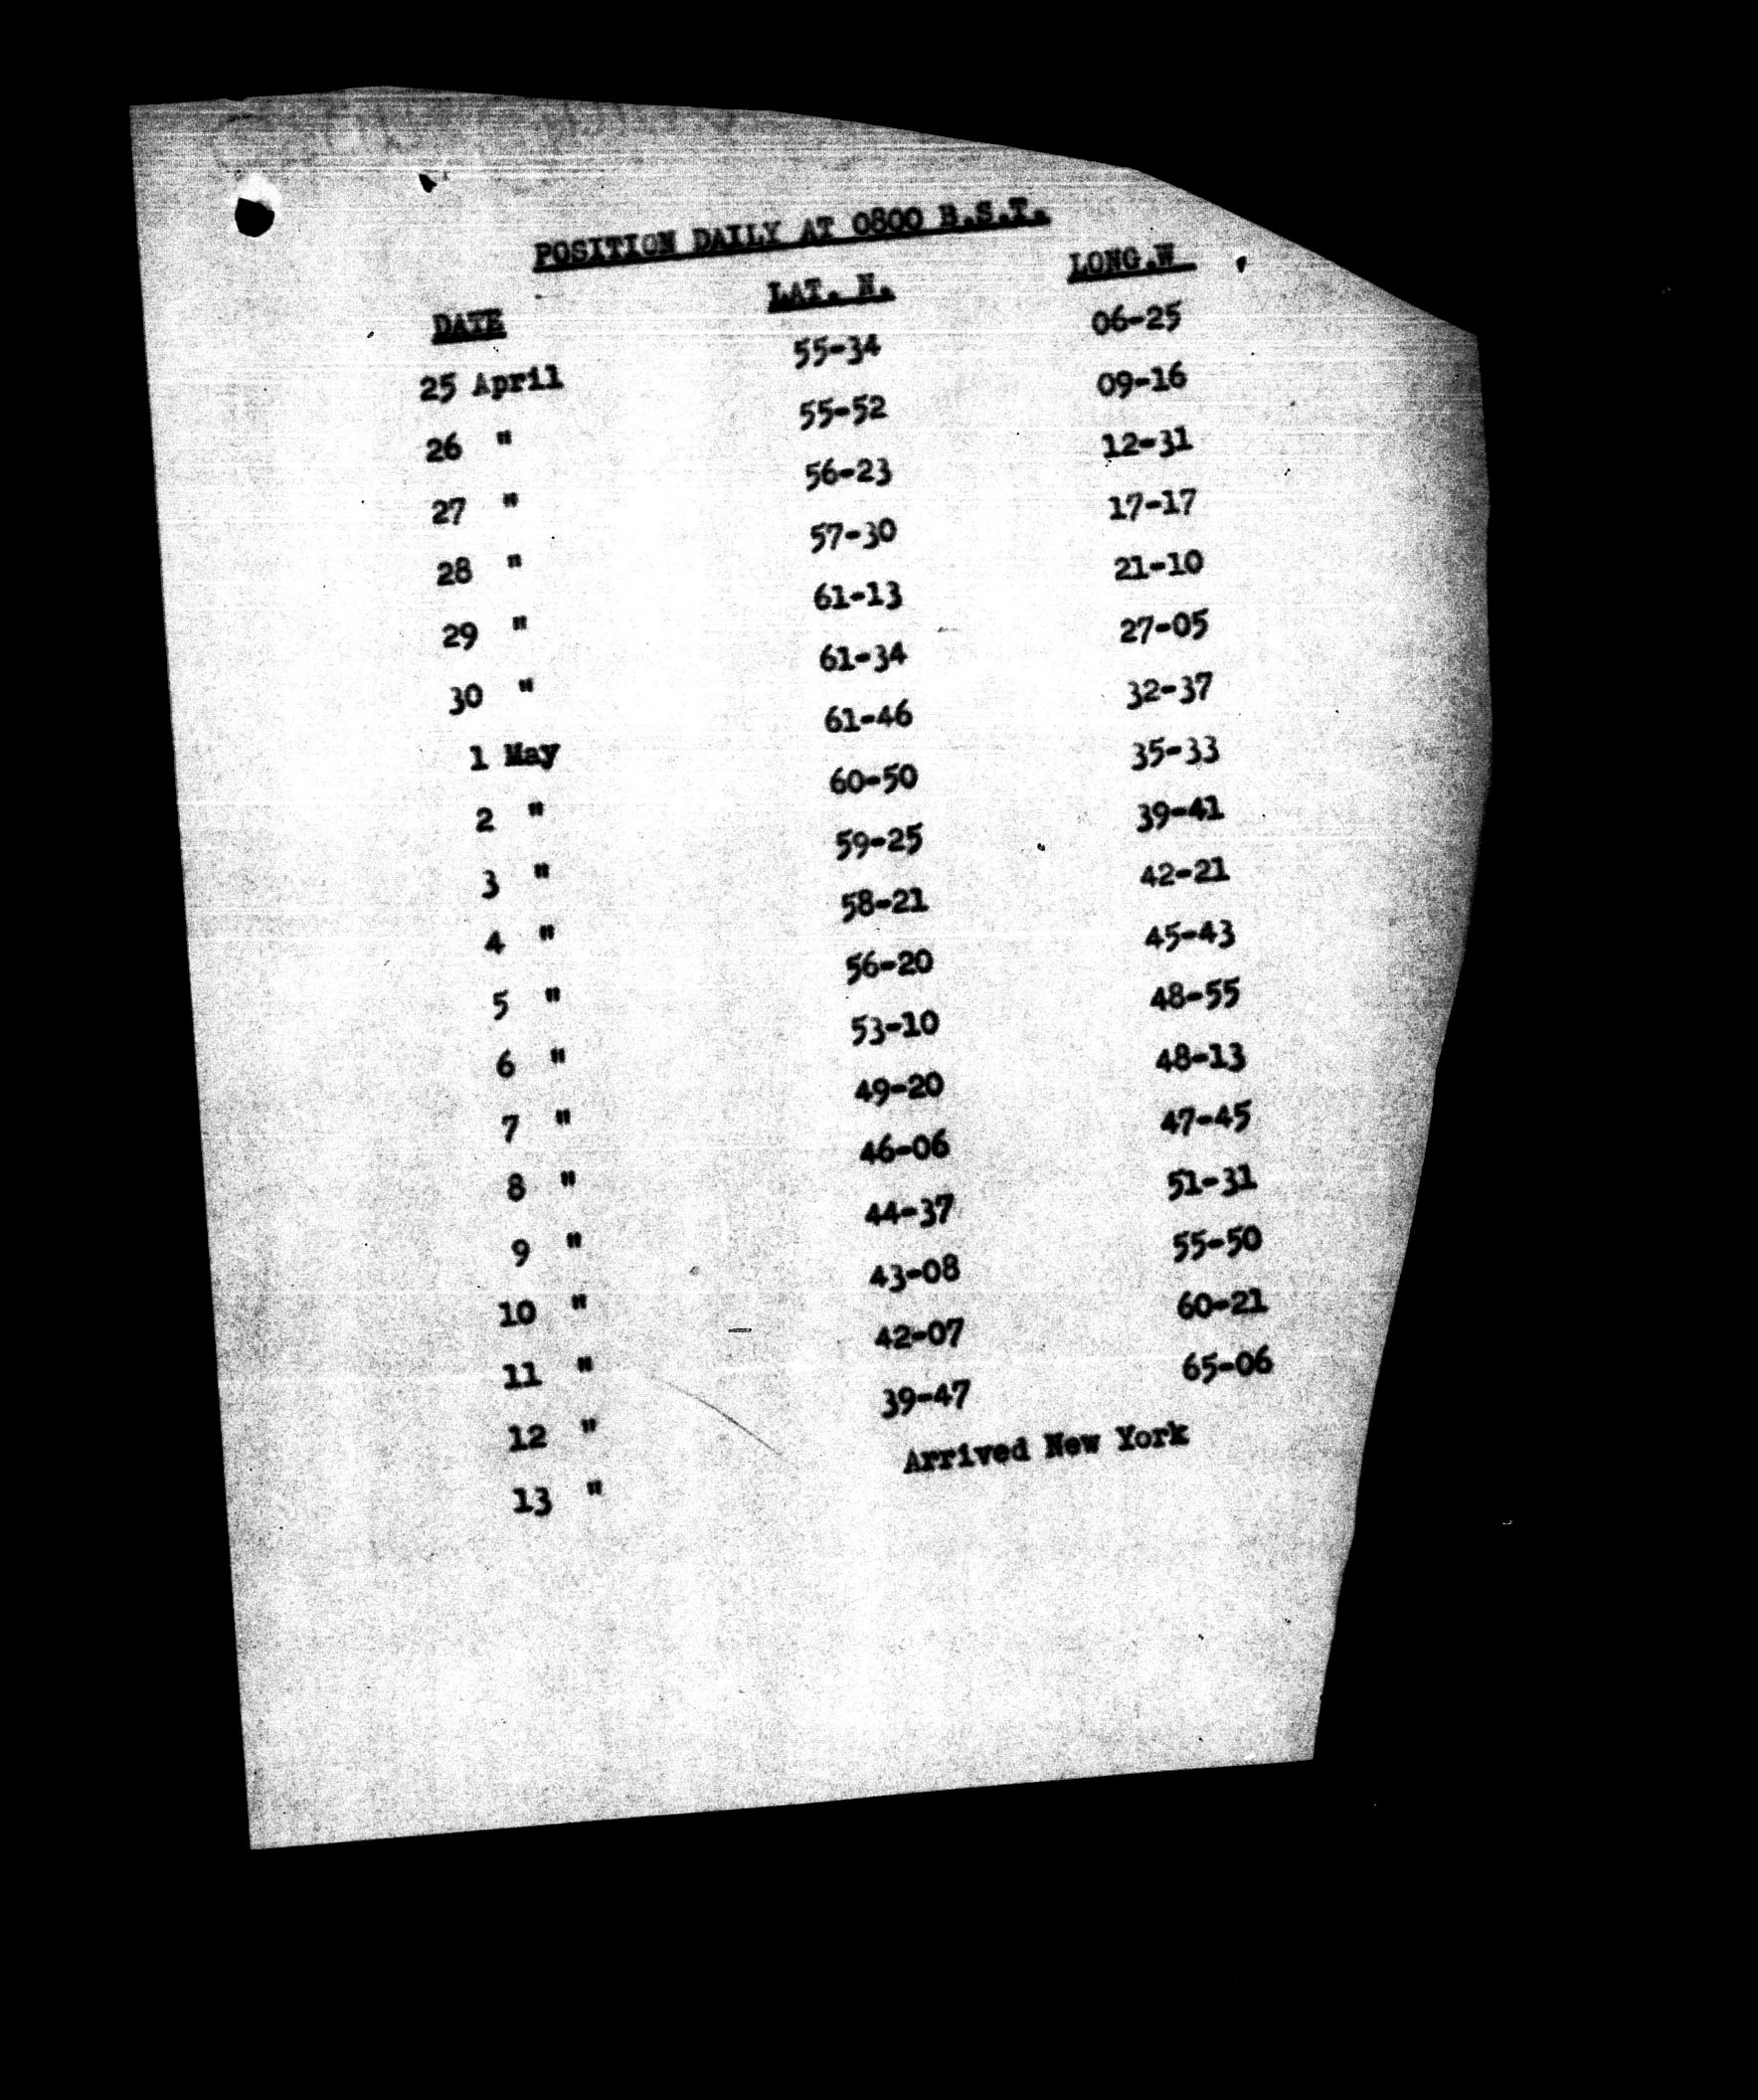 POSITION DAILY AT 0800 B.S.T.
DATE LAT. N. LONG.W
25 April 55-34 06-25
26 " 55-52 09-16
27 " 56-23 12-31
28 " 57-30 17-17
29 " 61-13 21-10
30 " 61-34 27-05
1 May 61-46 32-37
2 " 60-50 35-33
3 " 59-25 39-41
4 " 58-21 42-21
5 " 56-20 45-43
6 " 53-10 48-55
7 " 49-20 48-13
8 " 46-06 47-45
9 " 44-37 51-31
10 " 43-08 55-50
11 " 42-07 60-21
12 " 39-47 65-06
13 " Arrived New York